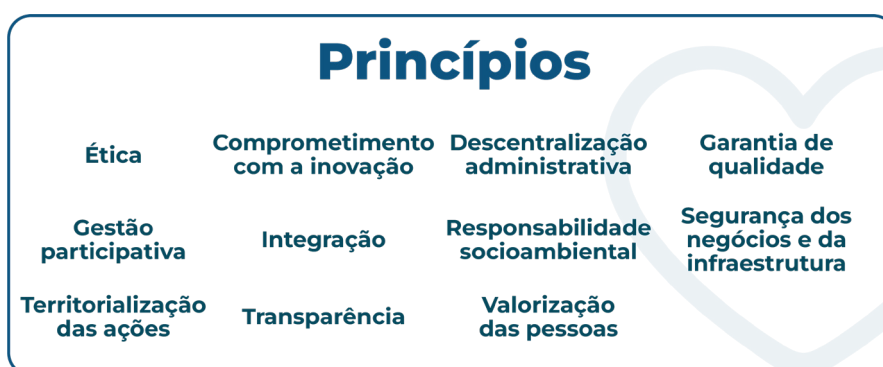 Princípios
Ética
Comprometimento
com a inovação
Descentralização
administrativa
Garantia de
qualidade
Gestão
participativa
Integração
Responsabilidade
socioambiental
Segurança dos
negócios e da
infraestrutura
Territorialização
das ações
Transparência
Valorização
das pessoas